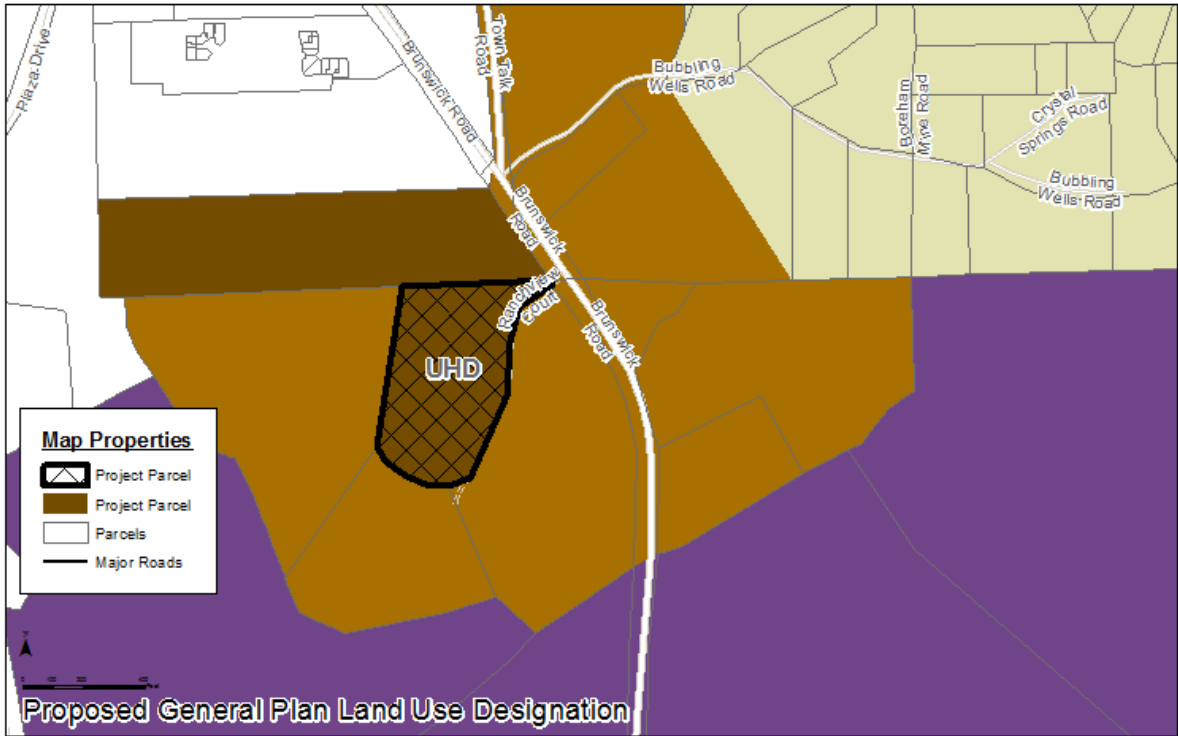 Plaza Drive
Brunswick Road
Town Talk
Road
Bubbling
Wells Road
Boreham
Mine Road
Crystal
Springs Road
Bubbling
Wells Road
Brunswick
Road
Ranchview
Court
Brunswick
Road
UHD
Map Properties
Project Parcel
Project Parcel
Parcels
Major Roads
Proposed General Plan Land Use Designation